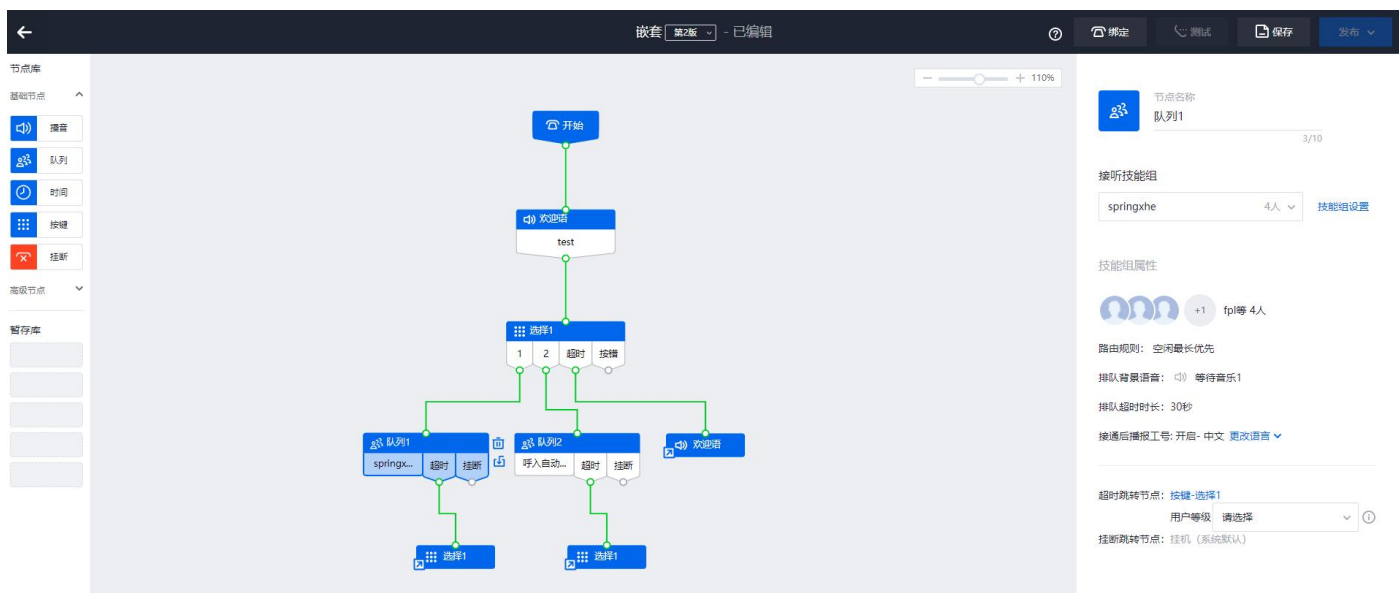 嵌套 第2版 - 已编辑
绑定
测试
保存
发布
节点库
基础节点
播音
队列
时间
按键
挂断
高级节点
暂存库
110%
开始
欢迎语
test
选择1
1 2 超时 按错
队列1
springx... 超时 挂断
队列2
呼入自动... 超时 挂断
欢迎语
选择1
选择1
节点名称
队列1
3/10
接听技能组
springxhe 4人 技能组设置
技能组属性
+1 fpl等 4人
路由规则: 空闲最长优先
排队背景语音: 等待音乐1
排队超时时长: 30秒
接通后播报工号: 开启- 中文 更改语言
超时跳转节点: 按键-选择1
用户等级 请选择
挂断跳转节点: 挂机 (系统默认)